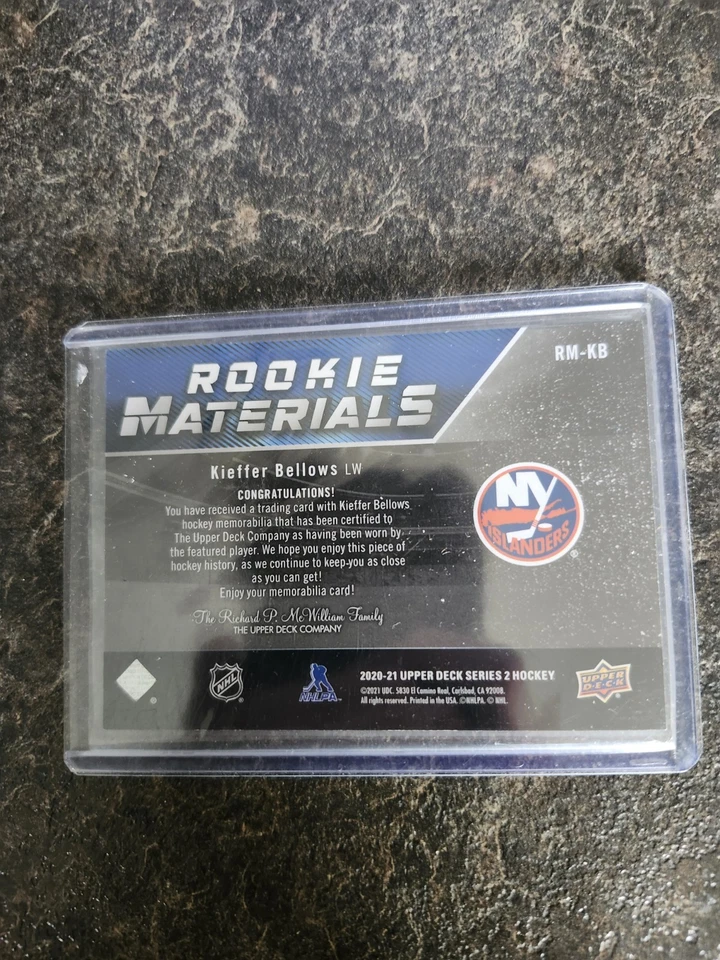 RM-KB
ROOKIE
MATERIALS
Kieffer Bellows LW
CONGRATULATIONS!
You have received a trading card with Kieffer Bellows
hockey memorabilia that has been certified to
The Upper Deck Company as having been worn by
the featured player. We hope you enjoy this piece of
hockey history, as we continue to keep you as close
as you can get!
Enjoy your memorabilia card!
The Richard P. McWilliam Family
THE UPPER DECK COMPANY
NY
ISLANDERS
®
NHL
NHLPA
2020-21 UPPER DECK SERIES 2 HOCKEY
©2021 UDC. 5830 El Camino Real, Carlsbad, CA 92008.
All rights reserved. Printed in the USA. ©NHLPA. © NHL.
UPPER
D·E·C·K